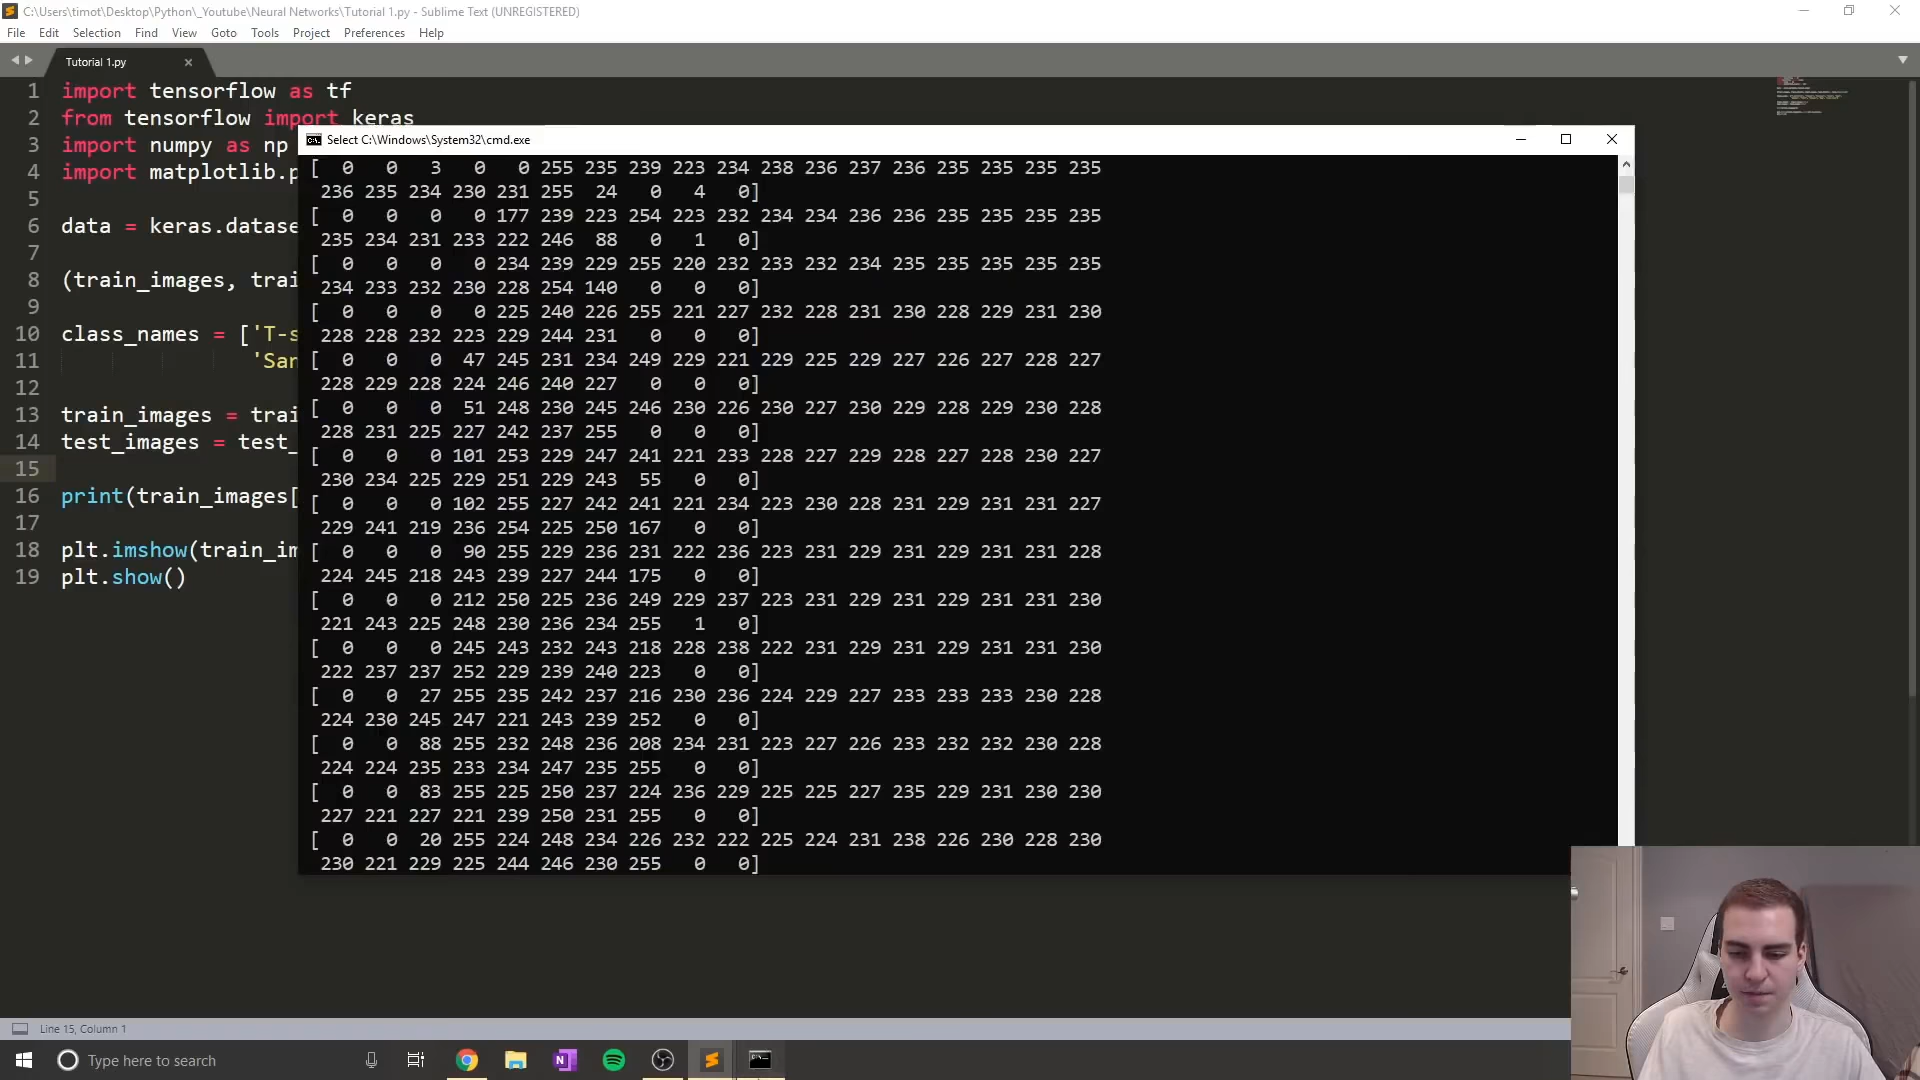 C:\Users\timot\Desktop\Python\_Youtube\Neural Networks\Tutorial 1.py - Sublime Text (UNREGISTERED)
File Edit Selection Find View Goto Tools Project Preferences Help
Tutorial 1.py
1 import tensorflow as tf
2 from tensorflow import keras
3 import numpy as np
4 import matplotlib.p
5
6 data = keras.datase
7
8 (train_images, trai
9
10 class_names = ['T-s
11 'San
12
13 train_images = trai
14 test_images = test_
15
16 print(train_images[
17
18 plt.imshow(train_im
19 plt.show()
Select C:\Windows\System32\cmd.exe
[ 0 0 3 0 0 255 235 239 223 234 238 236 237 236 235 235 235 235
236 235 234 230 231 255 24 0 4 0]
[ 0 0 0 0 177 239 223 254 223 232 234 234 236 236 235 235 235 235
235 234 231 233 222 246 88 0 1 0]
[ 0 0 0 0 234 239 229 255 220 232 233 232 234 235 235 235 235 235
234 233 232 230 228 254 140 0 0 0]
[ 0 0 0 0 225 240 226 255 221 227 232 228 231 230 228 229 231 230
228 228 232 223 229 244 231 0 0 0]
[ 0 0 0 47 245 231 234 249 229 221 229 225 229 227 226 227 228 227
228 229 228 224 246 240 227 0 0 0]
[ 0 0 0 51 248 230 245 246 230 226 230 227 230 229 228 229 230 228
228 231 225 227 242 237 255 0 0 0]
[ 0 0 0 101 253 229 247 241 221 233 228 227 229 228 227 228 230 227
230 234 225 229 251 229 243 55 0 0]
[ 0 0 0 102 255 227 242 241 221 234 223 230 228 231 229 231 231 227
229 241 219 236 254 225 250 167 0 0]
[ 0 0 0 90 255 229 236 231 222 236 223 231 229 231 229 231 231 228
224 245 218 243 239 227 244 175 0 0]
[ 0 0 0 212 250 225 236 249 229 237 223 231 229 231 229 231 231 230
221 243 225 248 230 236 234 255 1 0]
[ 0 0 0 245 243 232 243 218 228 238 222 231 229 231 229 231 231 230
222 237 237 252 229 239 240 223 0 0]
[ 0 0 27 255 235 242 237 216 230 236 224 229 227 233 233 233 230 228
224 230 245 247 221 243 239 252 0 0]
[ 0 0 88 255 232 248 236 208 234 231 223 227 226 233 232 232 230 228
224 224 235 233 234 247 235 255 0 0]
[ 0 0 83 255 225 250 237 224 236 229 225 225 227 235 229 231 230 230
227 221 227 221 239 250 231 255 0 0]
[ 0 0 20 255 224 248 234 226 232 222 225 224 231 238 226 230 228 230
230 221 229 225 244 246 230 255 0 0]
Line 15, Column 1
Type here to search